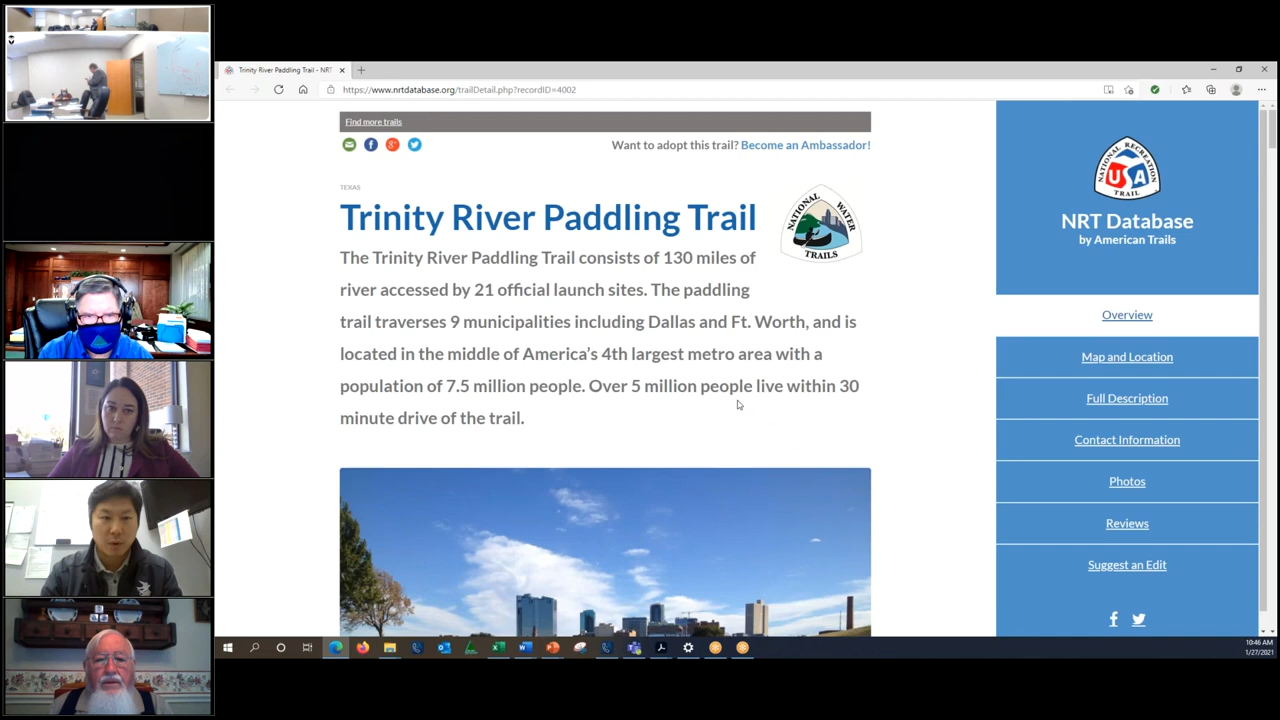 Trinity River Paddling Trail - NRT
https://www.nrtdatabase.org/trailDetail.php?recordID=4002
Find more trails
Want to adopt this trail? Become an Ambassador!
TEXAS
Trinity River Paddling Trail
NATIONAL WATER TRAILS
The Trinity River Paddling Trail consists of 130 miles of
river accessed by 21 official launch sites. The paddling
trail traverses 9 municipalities including Dallas and Ft. Worth, and is
located in the middle of America's 4th largest metro area with a
population of 7.5 million people. Over 5 million people live within 30
minute drive of the trail.
NATIONAL RECREATION
USA
TRAIL
NRT Database
by American Trails
Overview
Map and Location
Full Description
Contact Information
Photos
Reviews
Suggest an Edit
10:46 AM
1/27/2021